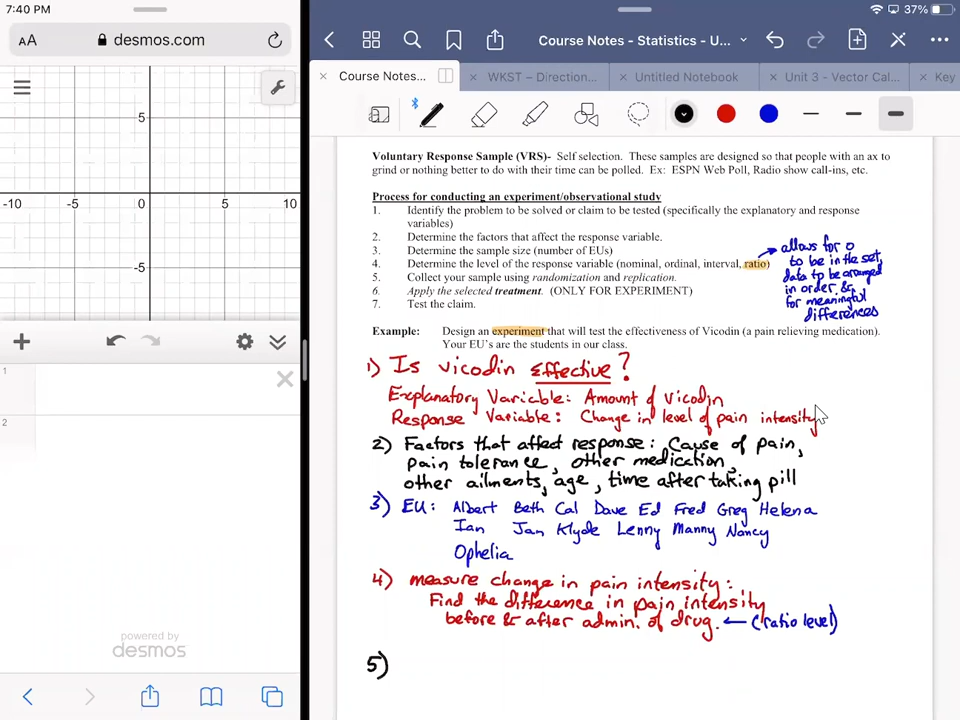 7:40 PM
37%
AA desmos.com
Course Notes - Statistics - U...
Course Notes...
WKST – Direction...
Untitled Notebook
Unit 3 - Vector Cal...
Key
5
-10 -5 0 5 10
-5
1
2
powered by
desmos
Voluntary Response Sample (VRS)- Self selection. These samples are designed so that people with an ax to
grind or nothing better to do with their time can be polled. Ex: ESPN Web Poll, Radio show call-ins, etc.
Process for conducting an experiment/observational study
1. Identify the problem to be solved or claim to be tested (specifically the explanatory and response
variables)
2. Determine the factors that affect the response variable.
3. Determine the sample size (number of EUs)
4. Determine the level of the response variable (nominal, ordinal, interval, ratio)
5. Collect your sample using randomization and replication.
6. Apply the selected treatment. (ONLY FOR EXPERIMENT)
7. Test the claim.
allows for 0
to be in the set,
data to be arranged
in order &
for meaningful
differences
Example: Design an experiment that will test the effectiveness of Vicodin (a pain relieving medication).
Your EU's are the students in our class.
1) Is vicodin effective?
Explanatory Variable: Amount of vicodin
Response Variable: Change in level of pain intensity
2) Factors that affect response: Cause of pain,
pain tolerance, other medication,
other ailments, age, time after taking pill
3) EU: Albert Beth Cal Dave Ed Fred Greg Helena
Ian Jan Klyde Lenny Manny Nancy
Ophelia
4) measure change in pain intensity:
Find the difference in pain intensity
before & after admin. of drug. ← (ratio level)
5)